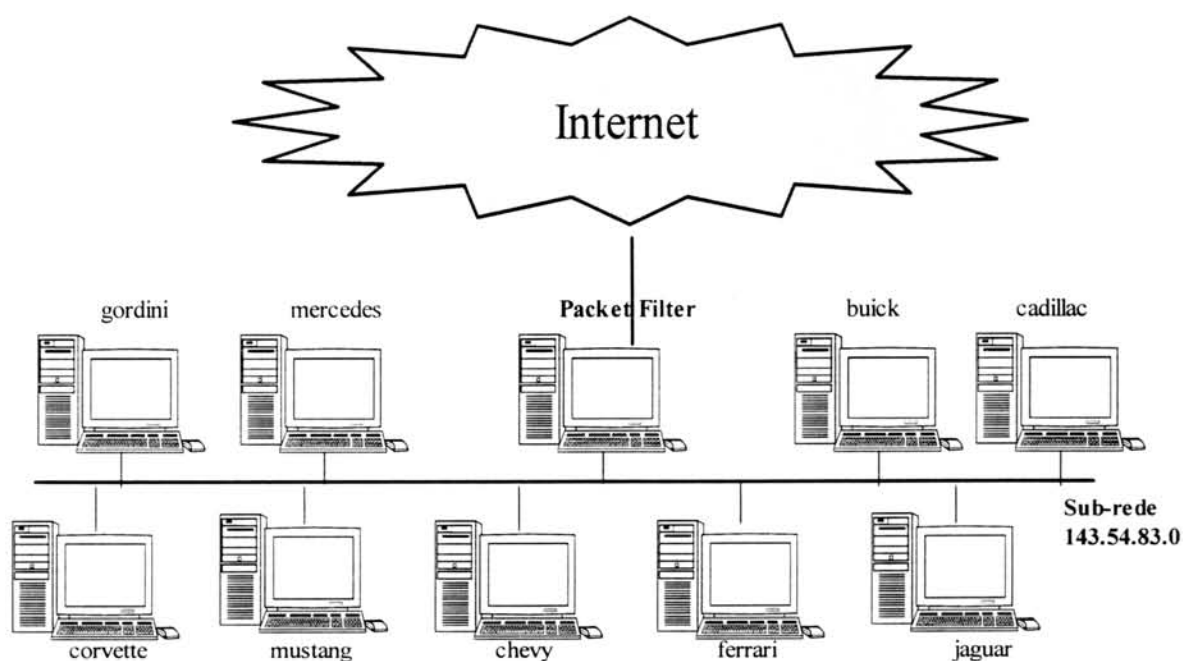 Internet
gordini
mercedes
Packet Filter
buick
cadillac
Sub-rede
143.54.83.0
corvette
mustang
chevy
ferrari
jaguar